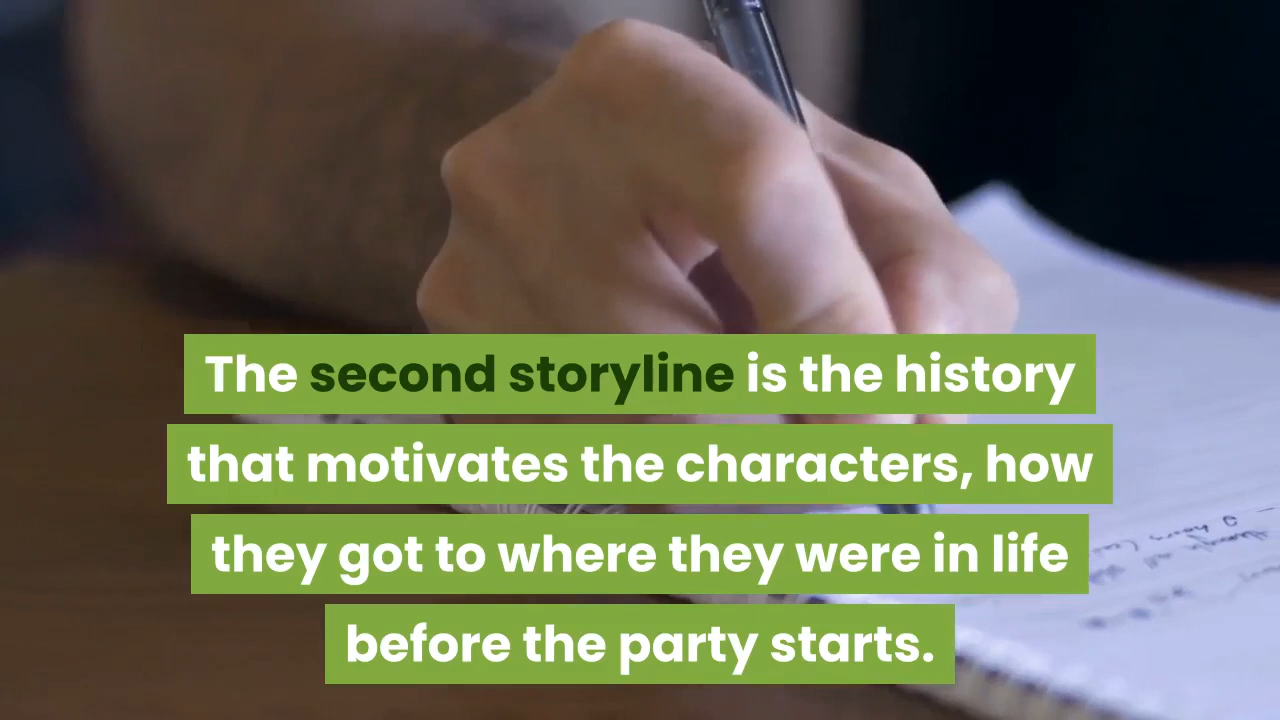 The second storyline is the history
that motivates the characters, how
they got to where they were in life
before the party starts.